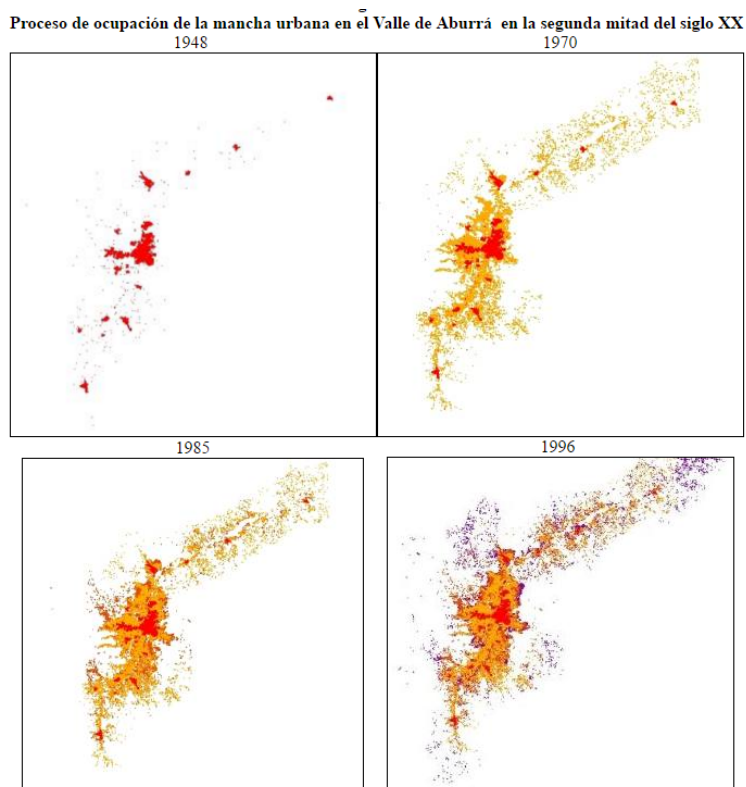 Proceso de ocupación de la mancha urbana en el Valle de Aburrá en la segunda mitad del siglo XX
1948
1970
1985
1996